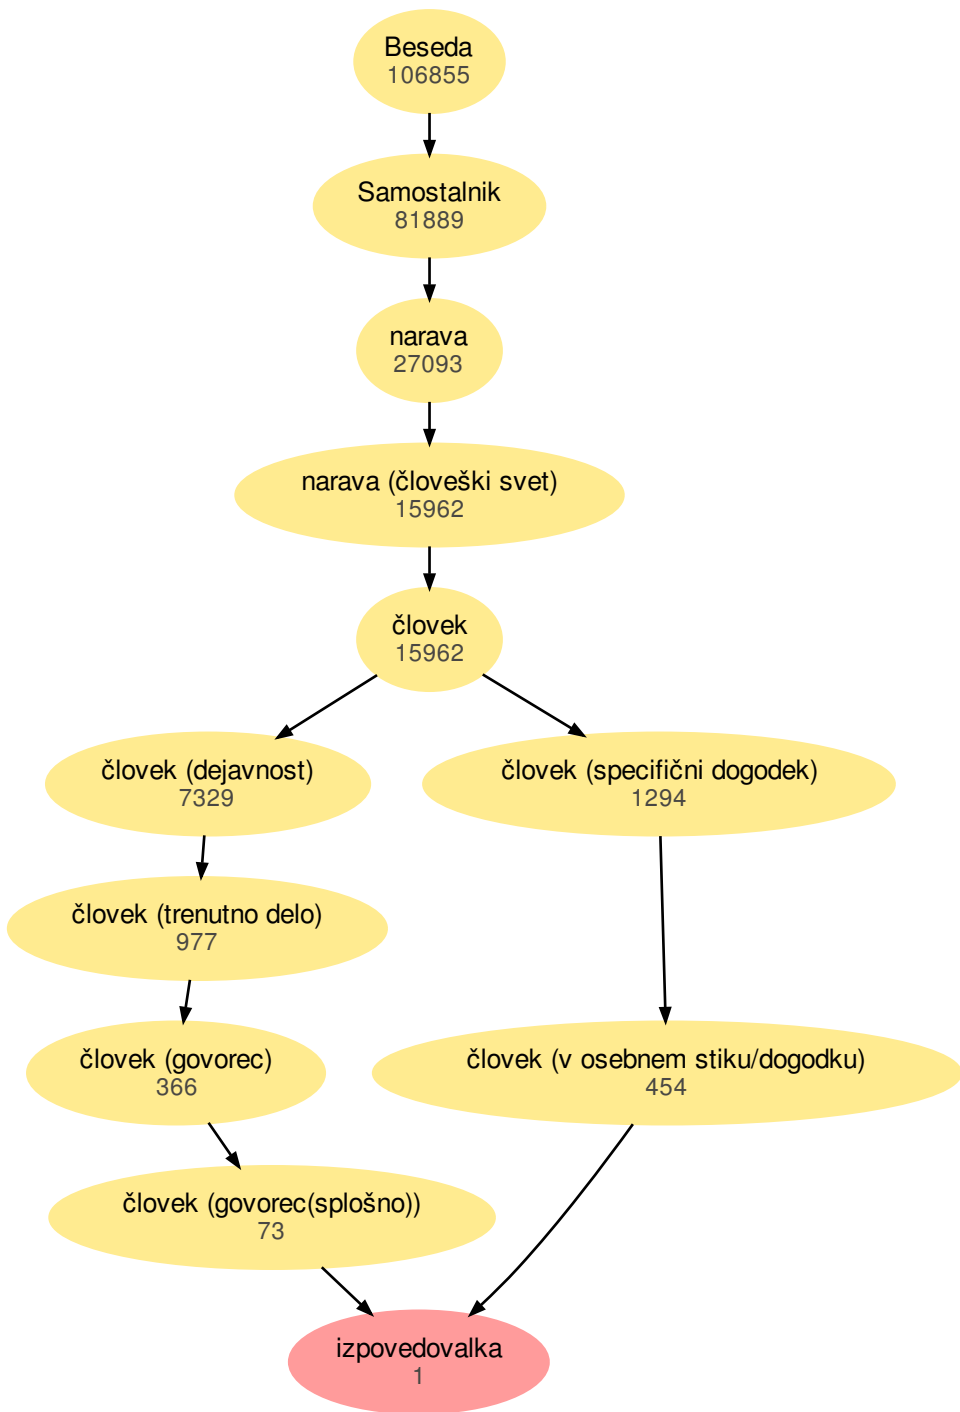 Beseda
106855
Samostalnik
81889
narava
27093
narava (človeški svet)
15962
človek
15962
človek (dejavnost)
7329
človek (specifični dogodek)
1294
človek (trenutno delo)
977
človek (govorec)
366
človek (v osebnem stiku/dogodku)
454
človek (govorec(splošno))
73
izpovedovalka
1